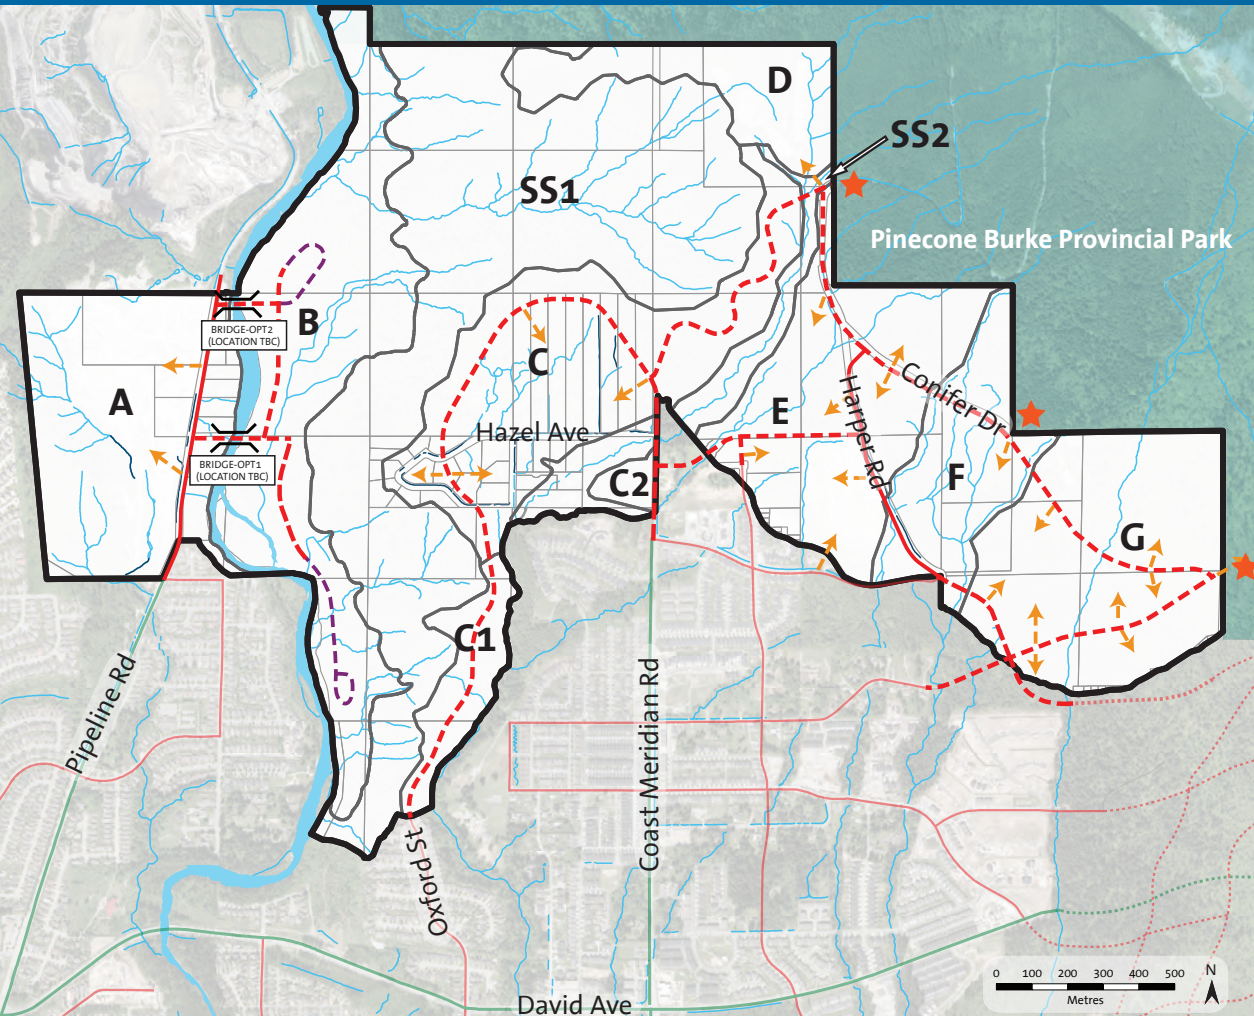 D
SS2
SS1
Pinecone Burke Provincial Park
B
BRIDGE-OPT2
(LOCATION TBC)
C
A
Conifer Dr
Harper Rd
E
Hazel Ave
BRIDGE-OPT1
(LOCATION TBC)
C2
F
G
C1
Pipeline Rd
Coast Meridian Rd
Oxford St
David Ave
0 100 200 300 400 500
Metres
N